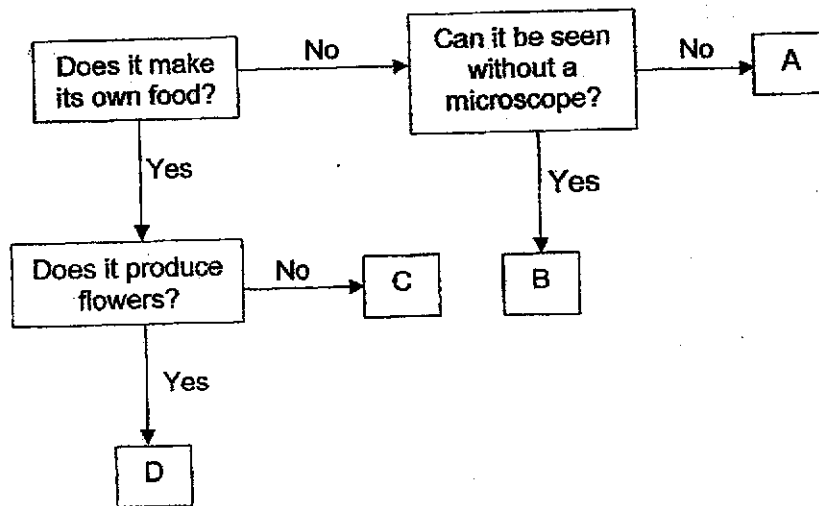 Does it make
its own food?
No
Can it be seen
without a
microscope?
No
A
Yes
Yes
Does it produce
flowers?
No
C
B
Yes
D